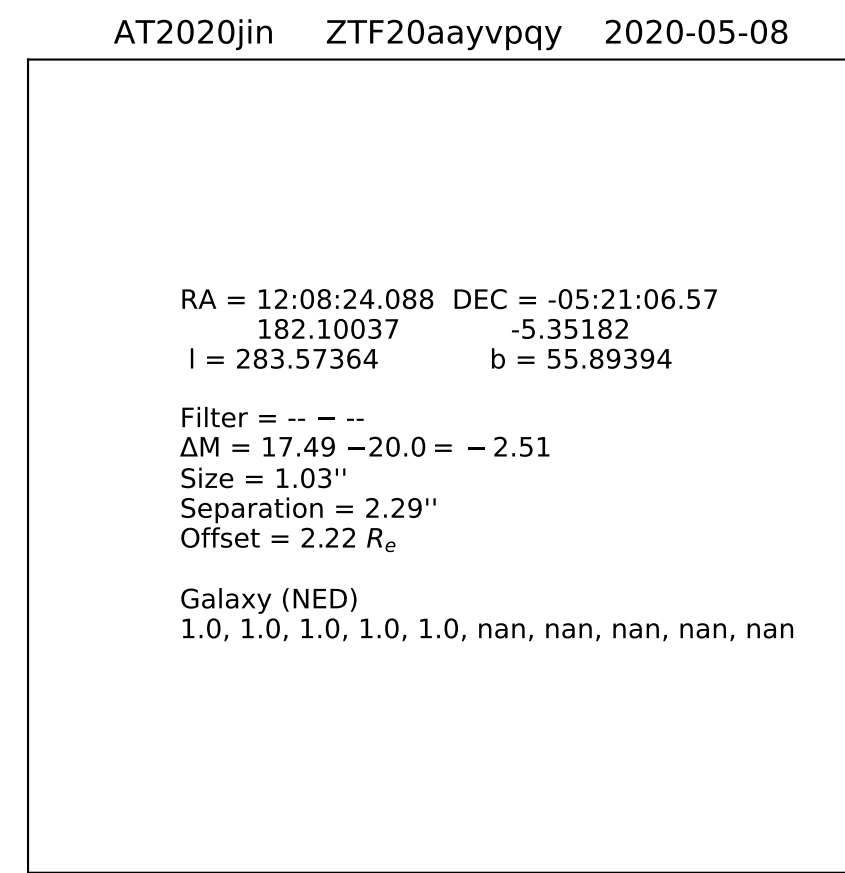 AT2020jin ZTF20aayvpqy 2020-05-08
RA = 12:08:24.088 DEC = -05:21:06.57
182.10037 -5.35182
l = 283.57364 b = 55.89394
Filter = -- − --
ΔM = 17.49 −20.0 = − 2.51
Size = 1.03''
Separation = 2.29''
Offset = 2.22 Re
Galaxy (NED)
1.0, 1.0, 1.0, 1.0, 1.0, nan, nan, nan, nan, nan